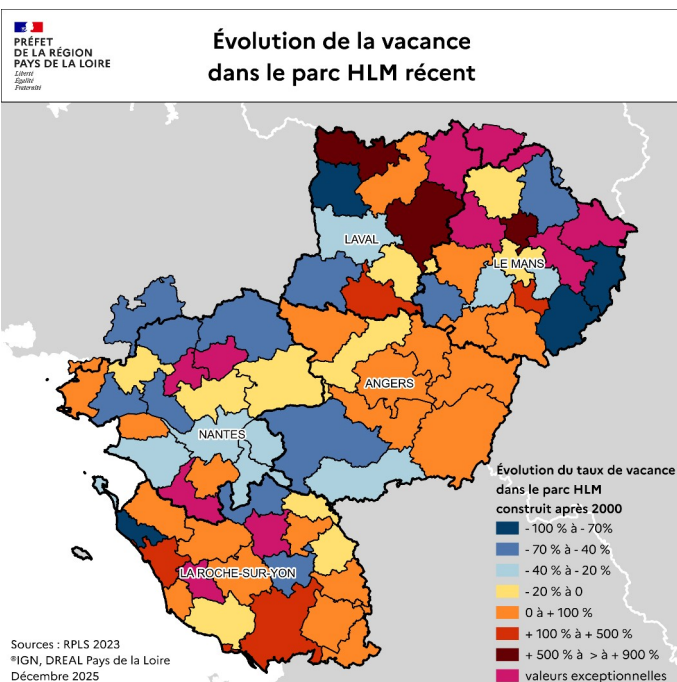 PRÉFET
DE LA RÉGION
PAYS DE LA LOIRE
Liberté
Égalité
Fraternité
Évolution de la vacance
dans le parc HLM récent
LAVAL
LE MANS
ANGERS
NANTES
LA ROCHE-SUR-YON
Évolution du taux de vacance
dans le parc HLM
construit après 2000
- 100 % à - 70%
- 70 % à - 40 %
- 40 % à - 20 %
- 20 % à 0
0 à + 100 %
+ 100 % à + 500 %
+ 500 % à > à + 900 %
valeurs exceptionnelles
Sources : RPLS 2023
®IGN, DREAL Pays de la Loire
Décembre 2025